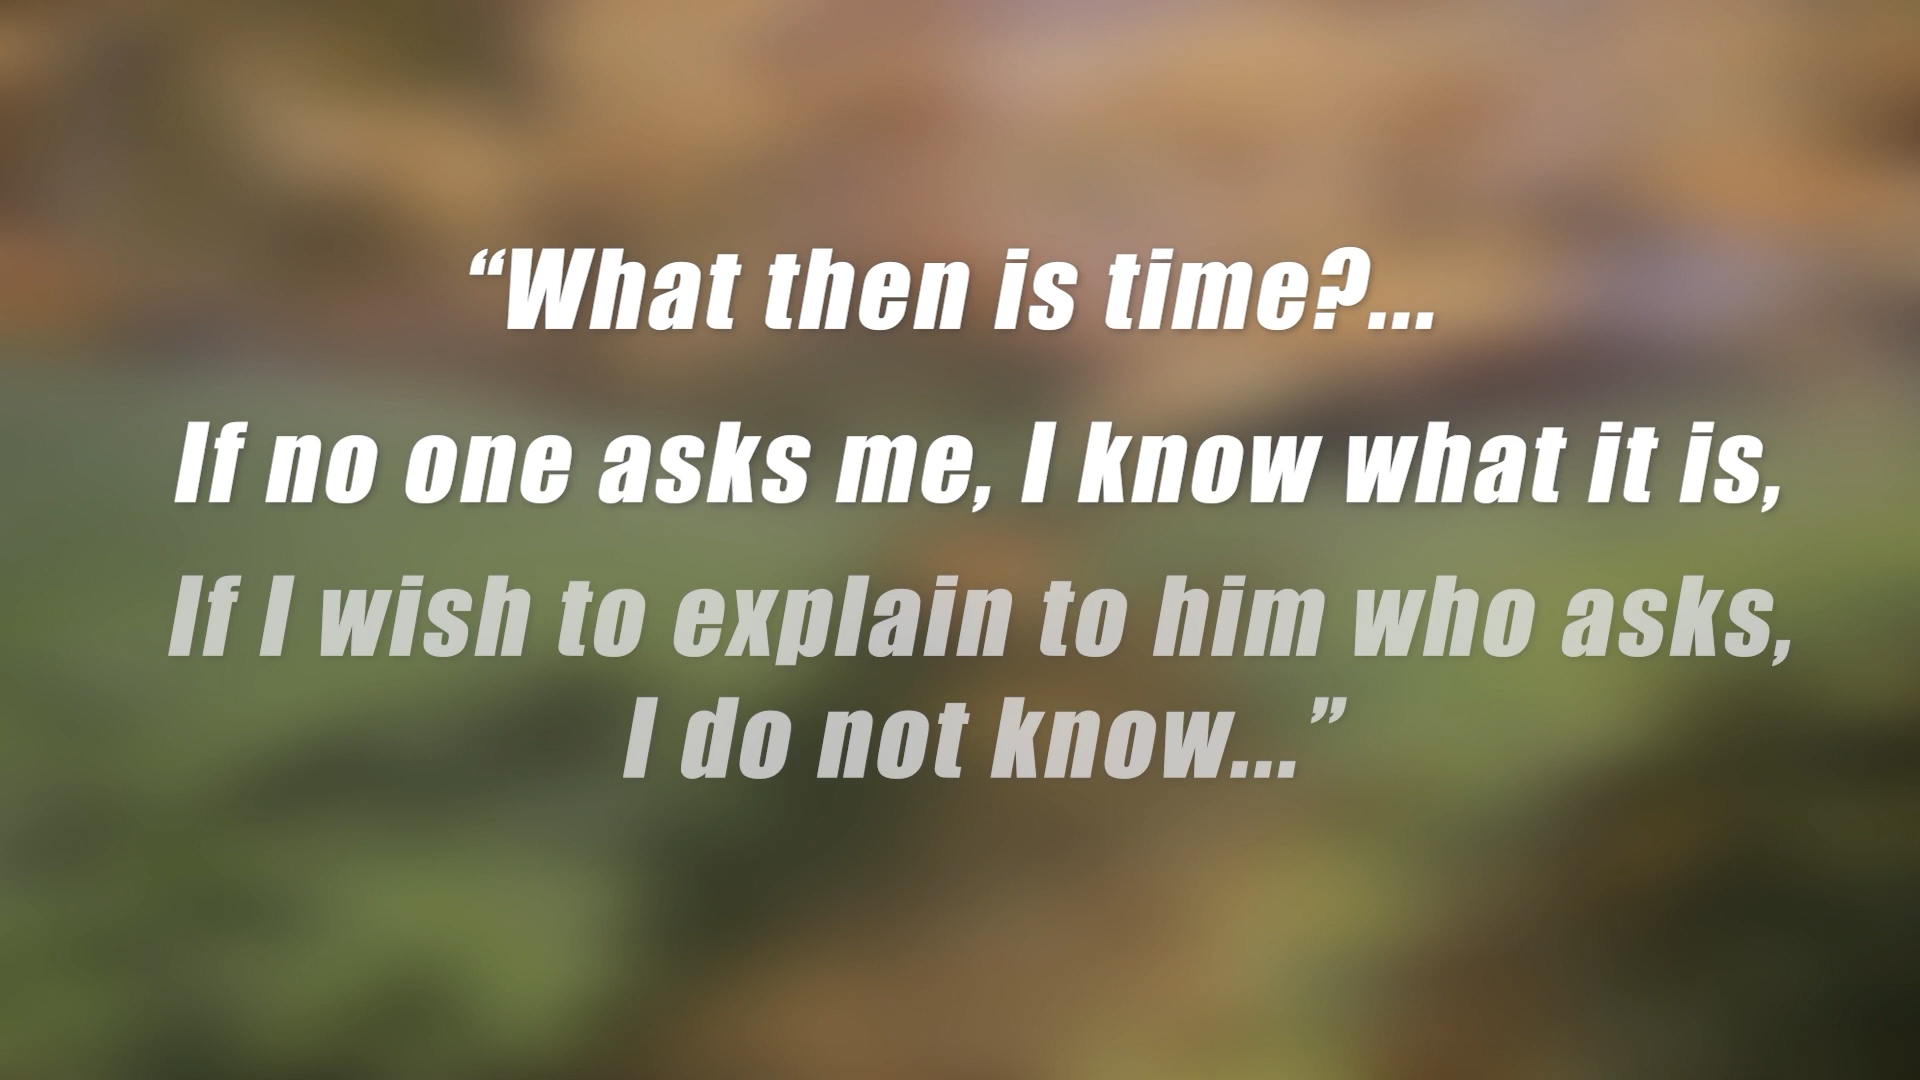 “What then is time?...
If no one asks me, I know what it is,
If I wish to explain to him who asks,
I do not know...”